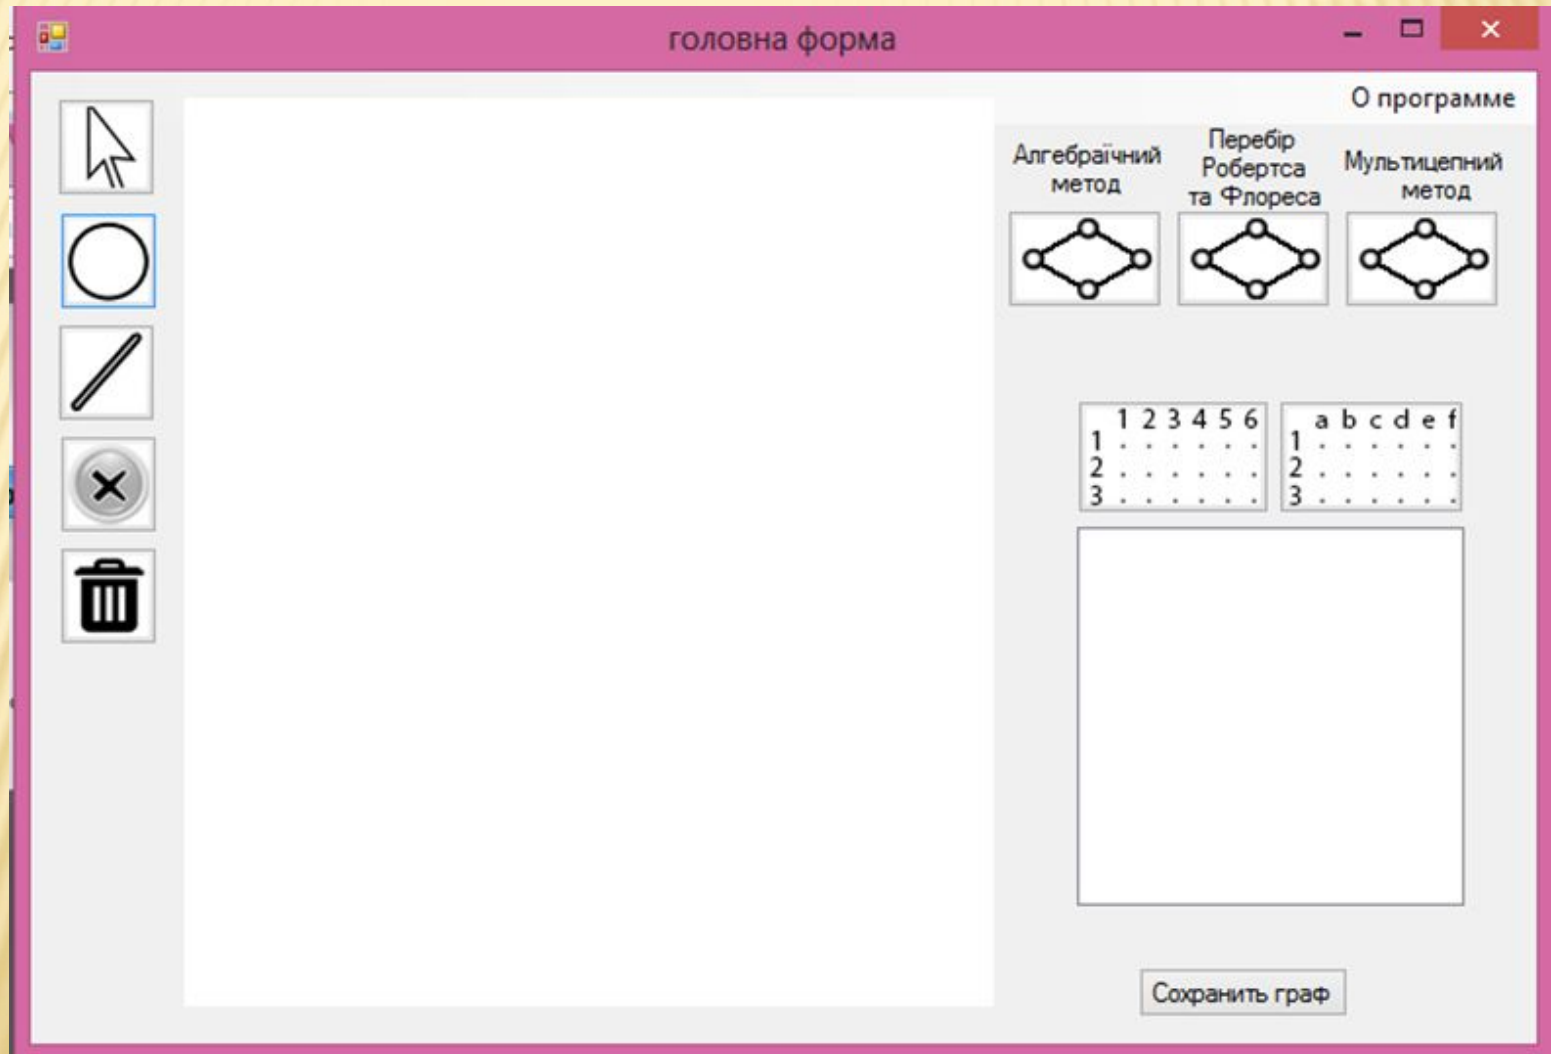 головна форма
О программе
Алгебраїчний
метод
Перебір
Робертса
та Флореса
Мультицепний
метод
1 2 3 4 5 6
1 . . . . . .
2 . . . . . .
3 . . . . . .
a b c d e f
1 . . . . . .
2 . . . . . .
3 . . . . . .
Сохранить граф